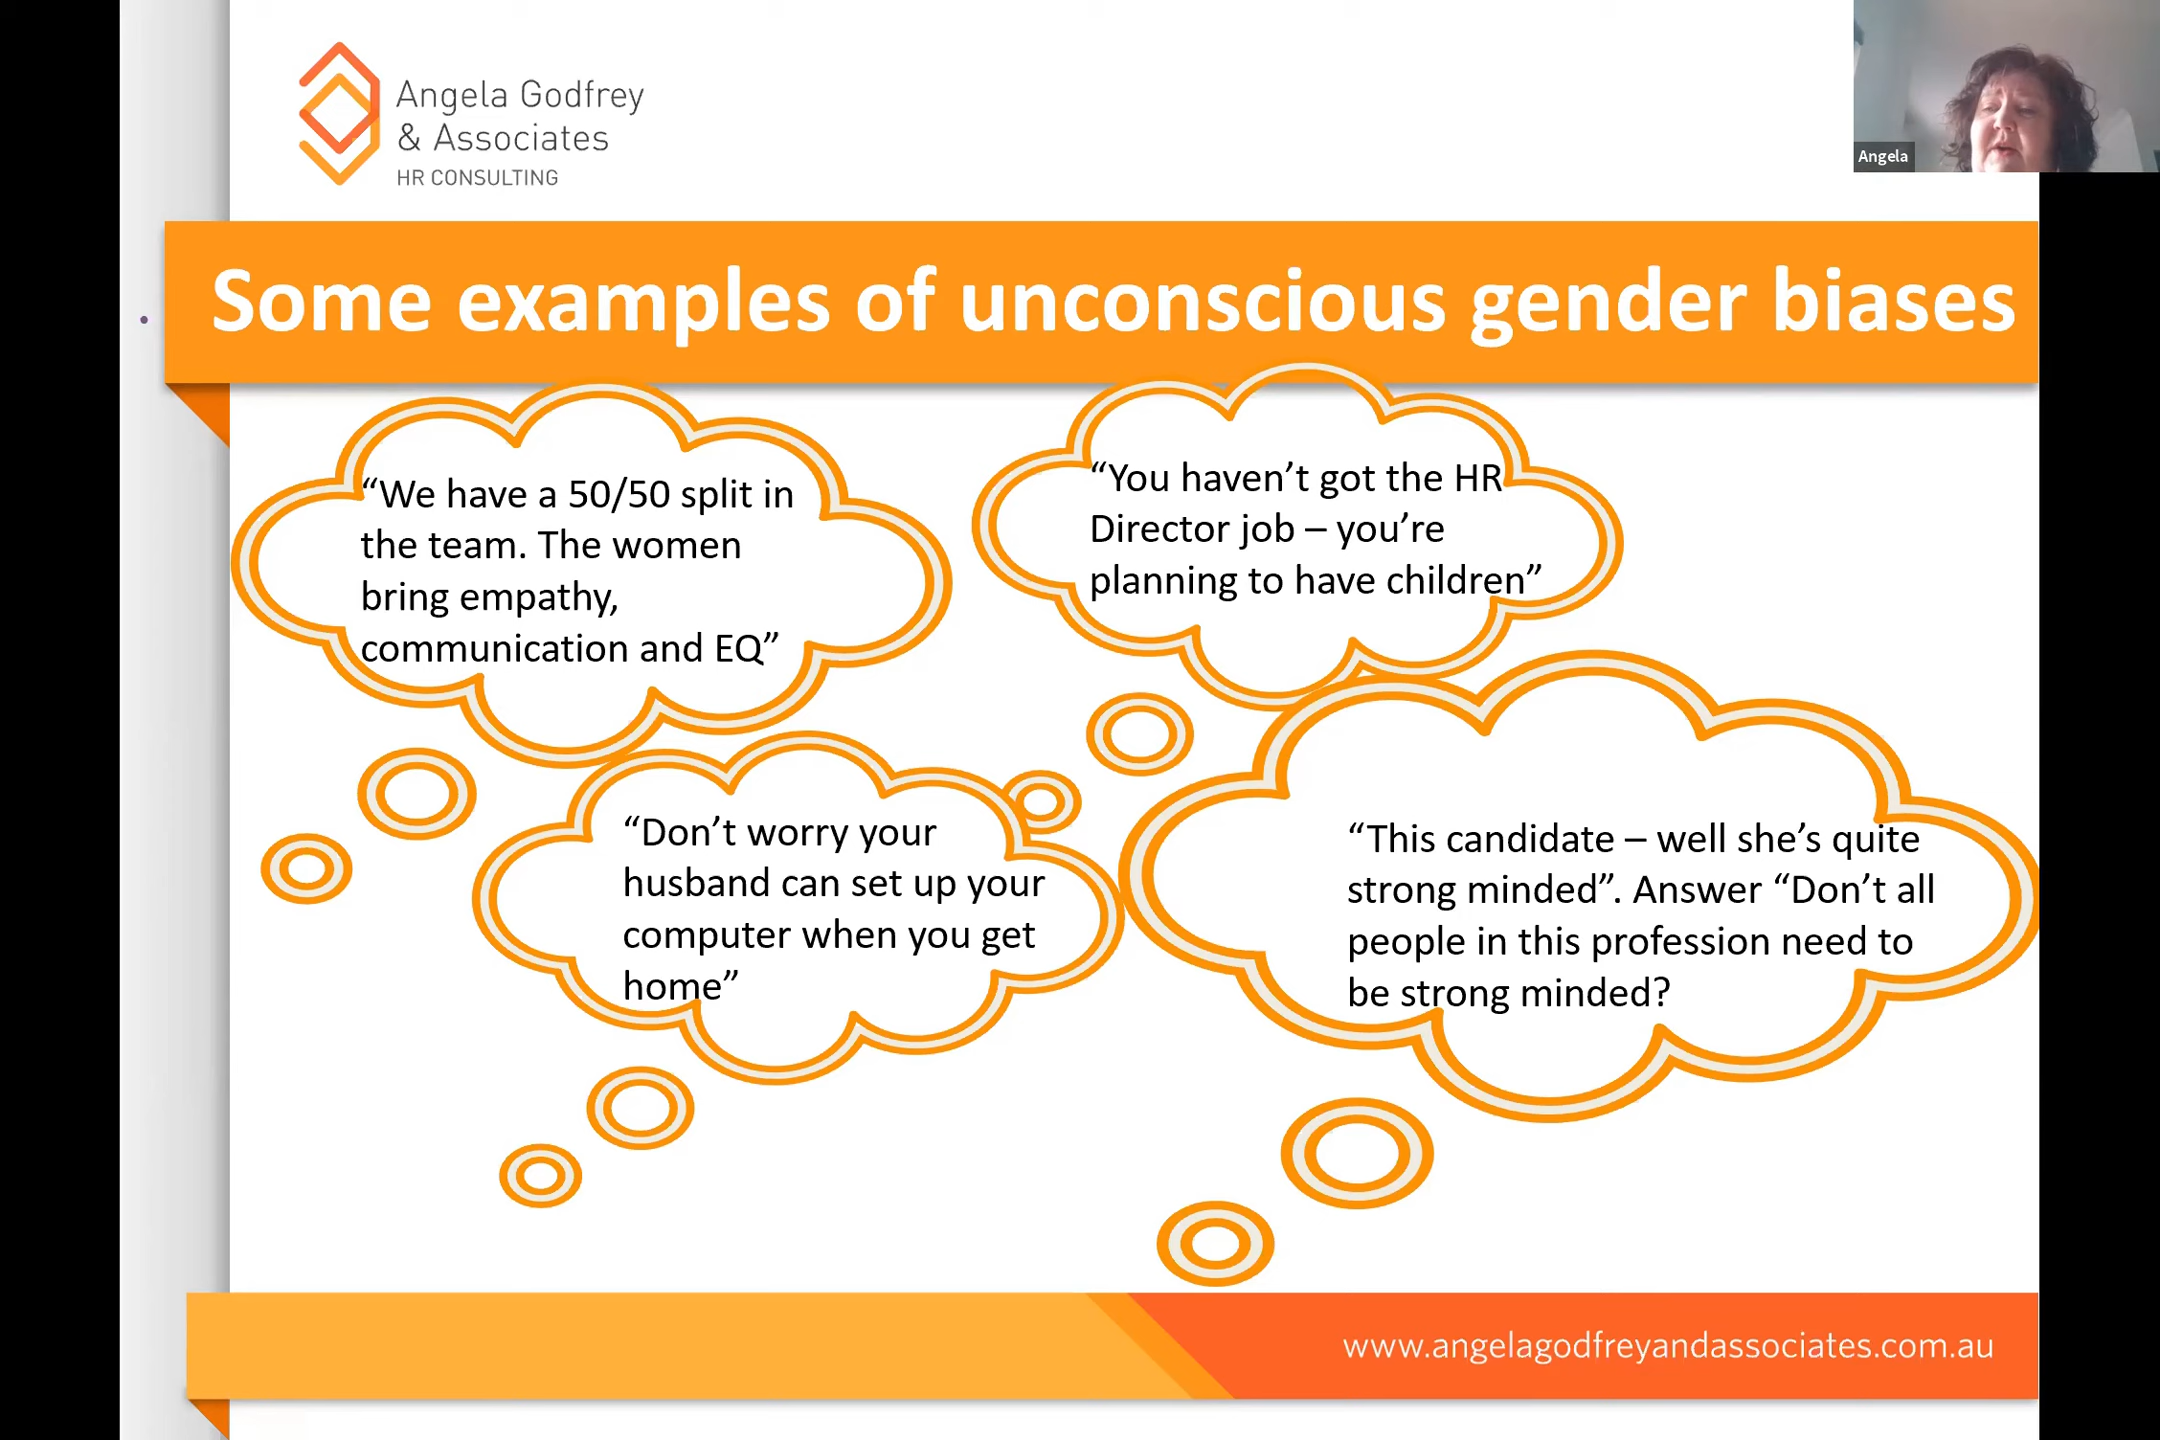 Angela Godfrey
& Associates
HR CONSULTING
Angela
Some examples of unconscious gender biases
“We have a 50/50 split in
the team. The women
bring empathy,
communication and EQ”
“You haven’t got the HR
Director job – you’re
planning to have children”
“Don’t worry your
husband can set up your
computer when you get
home”
“This candidate – well she’s quite
strong minded”. Answer “Don’t all
people in this profession need to
be strong minded?
www.angelagodfreyandassociates.com.au